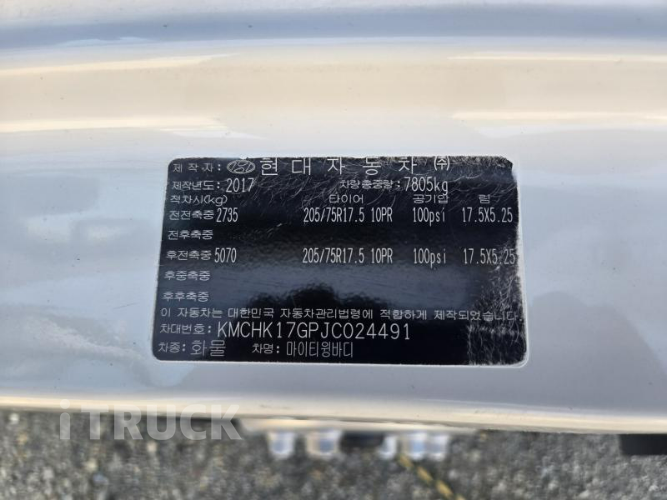 제 작 자: 현 대 자 동 차 ㈜
제작년도: 2017 차량총중량: 7805kg
적차시(kg) 타이어 공기압 림
전전축중 2735 205/75R17.5 10PR 100psi 17.5X5.25
전후축중
후전축중 5070 205/75R17.5 10PR 100psi 17.5X5.25
후중축중
후후축중
이 자동차는 대한민국 자동차관리법령에 적합하게 제작되었습니다.
차대번호: KMCHK17GPJC024491
차종: 화 물 차명: 마이티윙바디
iTRUCK